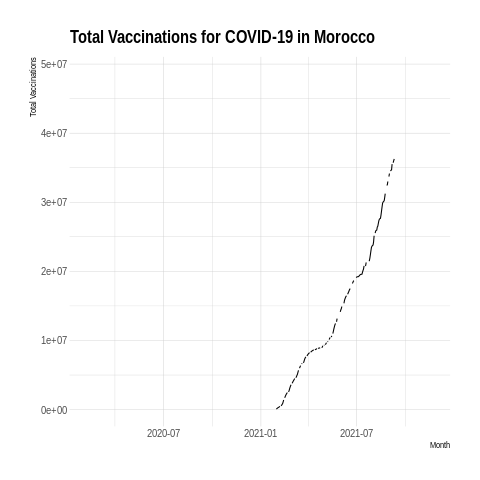 Total Vaccinations for COVID-19 in Morocco
Total Vaccinations
5e+07
4e+07
3e+07
2e+07
1e+07
0e+00
2020-07
2021-01
2021-07
Month